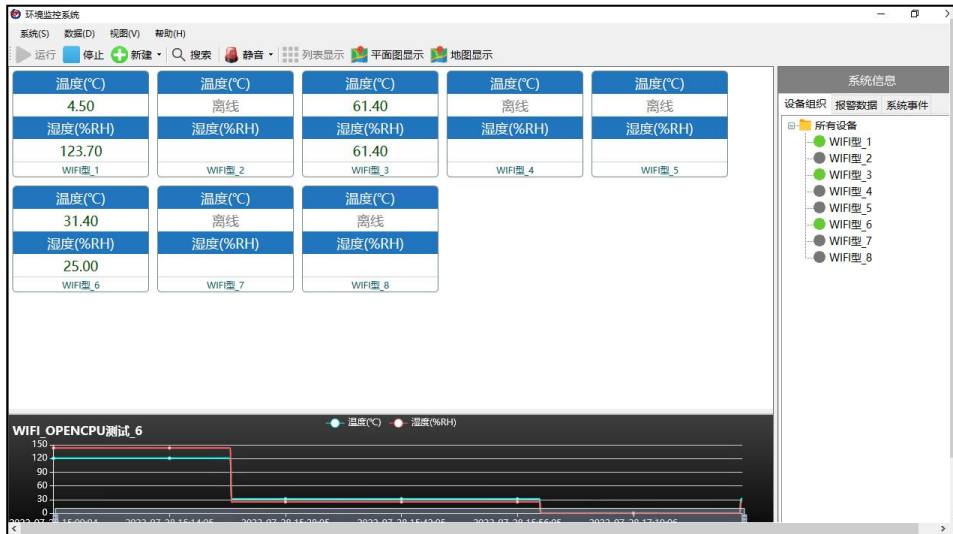 环境监控系统
系统(S) 数据(D) 视图(V) 帮助(H)
运行 停止 新建 搜索 静音 列表显示 平面图显示 地图显示
温度(℃) 温度(℃) 温度(℃) 温度(℃) 温度(℃)
4.50 离线 61.40 离线 离线
湿度(%RH) 湿度(%RH) 湿度(%RH) 湿度(%RH) 湿度(%RH)
123.70 61.40
WIFI型_1 WIFI型_2 WIFI型_3 WIFI型_4 WIFI型_5
温度(℃) 温度(℃) 温度(℃)
31.40 离线 离线
湿度(%RH) 湿度(%RH) 湿度(%RH)
25.00
WIFI型_6 WIFI型_7 WIFI型_8
系统信息
设备组织 报警数据 系统事件
所有设备
WIFI型_1
WIFI型_2
WIFI型_3
WIFI型_4
WIFI型_5
WIFI型_6
WIFI型_7
WIFI型_8
WIFI_OPENCPU测试_6
温度(℃) 湿度(%RH)
150
120
90
60
30
0